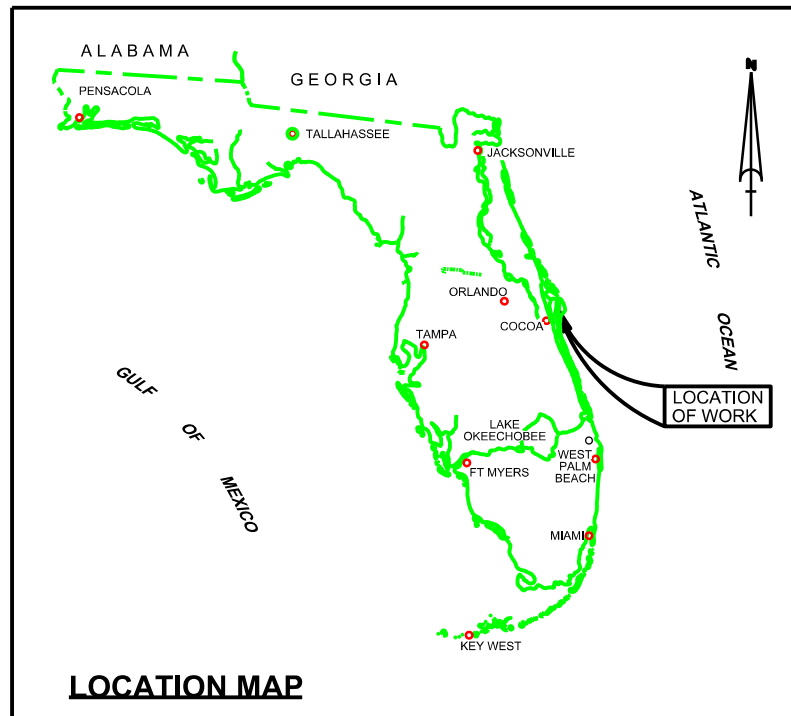 ALABAMA
GEORGIA
PENSACOLA
TALLAHASSEE
JACKSONVILLE
N
ATLANTIC
OCEAN
ORLANDO
COCOA
TAMPA
LOCATION
OF WORK
GULF
OF
MEXICO
LAKE
OKEECHOBEE
FT MYERS
WEST
PALM
BEACH
MIAMI
KEY WEST
LOCATION MAP